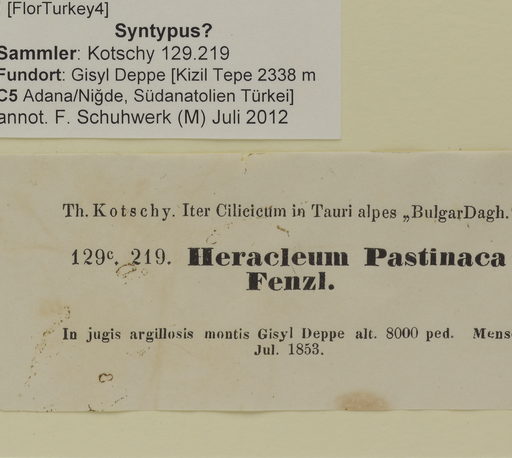 [FlorTurkey4]
Syntypus?
Sammler: Kotschy 129.219
Fundort: Gisyl Deppe [Kizil Tepe 2338 m
C5 Adana/Niğde, Südanatolien Türkei]
annot. F. Schuhwerk (M) Juli 2012
Th. Kotschy. Iter Cilicicum in Tauri alpes „BulgarDagh.“
129c. 219. Heracleum Pastinaca
Fenzl.
In jugis argillosis montis Gisyl Deppe alt. 8000 ped. Mens
Jul. 1853.